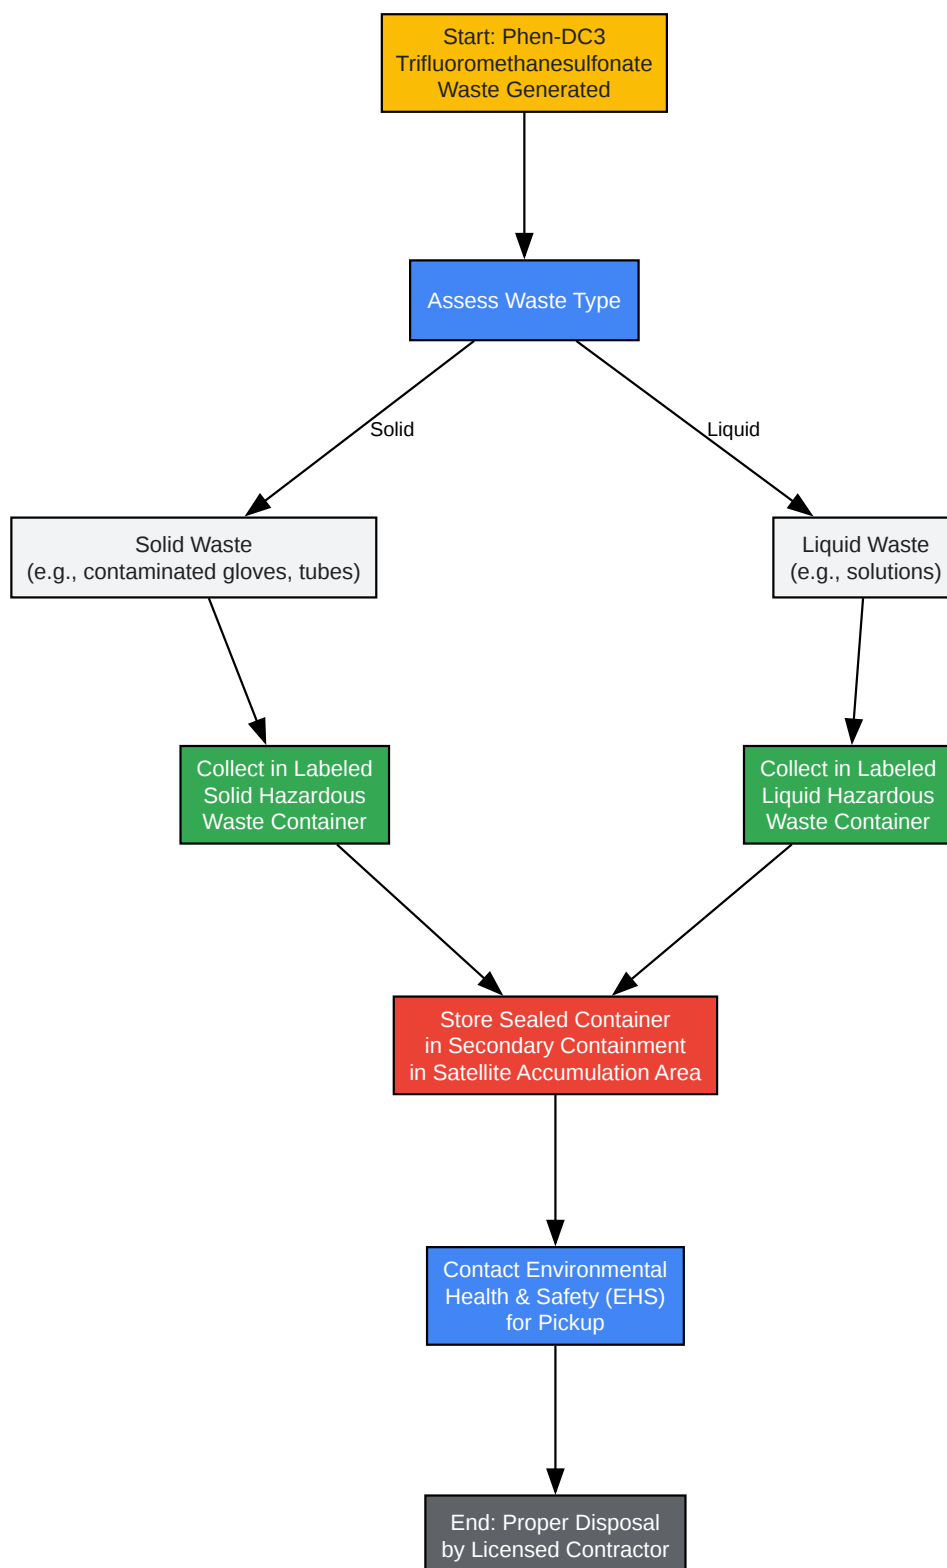 Start: Phen-DC3
Trifluoromethanesulfonate
Waste Generated
Assess Waste Type
Solid
Liquid
Solid Waste
(e.g., contaminated gloves, tubes)
Liquid Waste
(e.g., solutions)
Collect in Labeled
Solid Hazardous
Waste Container
Collect in Labeled
Liquid Hazardous
Waste Container
Store Sealed Container
in Secondary Containment
in Satellite Accumulation Area
Contact Environmental
Health & Safety (EHS)
for Pickup
End: Proper Disposal
by Licensed Contractor